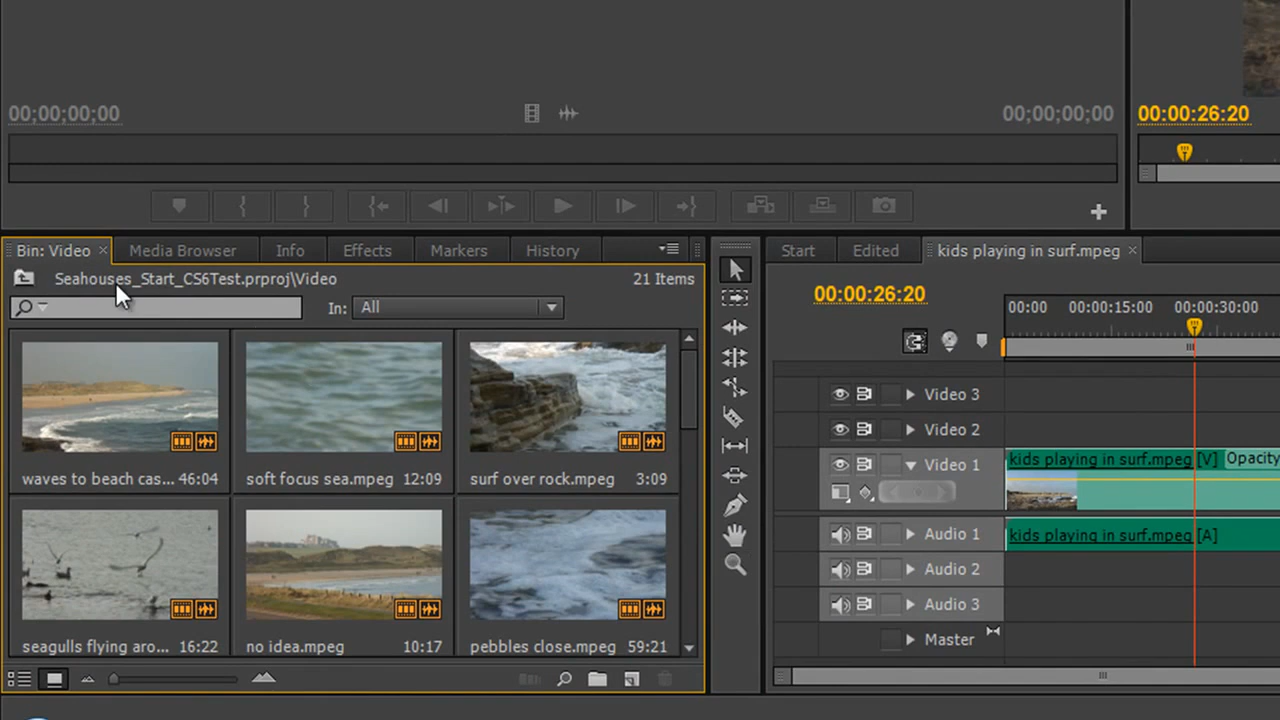 00;00;00;00
00;00;00;00
00:00:26:20
Bin: Video
Media Browser
Info
Effects
Markers
History
Seahouses_Start_CS6Test.prproj\Video
21 Items
In: All
waves to beach cas... 46:04
soft focus sea.mpeg 12:09
surf over rock.mpeg 3:09
seagulls flying aro... 16:22
no idea.mpeg 10:17
pebbles close.mpeg 59:21
Start
Edited
kids playing in surf.mpeg
00:00:26:20
00:00
00:00:15:00
00:00:30:00
Video 3
Video 2
Video 1
kids playing in surf.mpeg [V] Opacity
Audio 1
kids playing in surf.mpeg [A]
Audio 2
Audio 3
Master